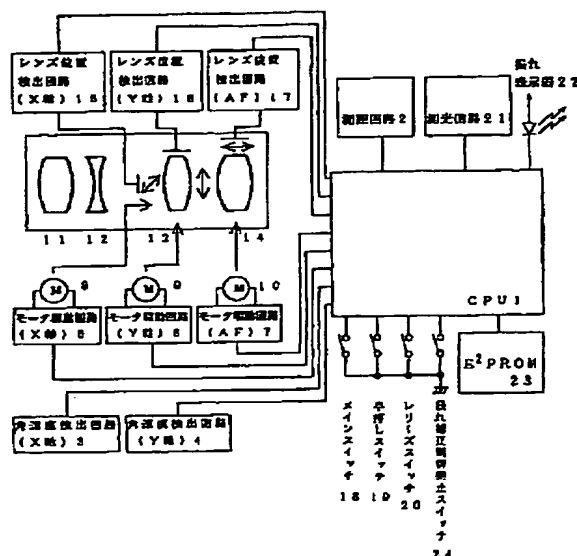 レンズ位置
検出回路
(X軸)15
レンズ位置
検出回路
(Y軸)16
レンズ位置
検出回路
(AF)17
測距回路2
測光回路21
振れ
表示器22
11
12
12
14
M
8
M
9
M
10
モータ駆動回路
(X軸)5
モータ駆動回路
(Y軸)6
モータ駆動回路
(AF)7
角速度検出回路
(X軸)3
角速度検出回路
(Y軸)4
CPU1
E²PROM
23
メインスイッチ
18
半押しスイッチ
19
レリーズスイッチ
20
振れ補正制御禁止スイッチ
24